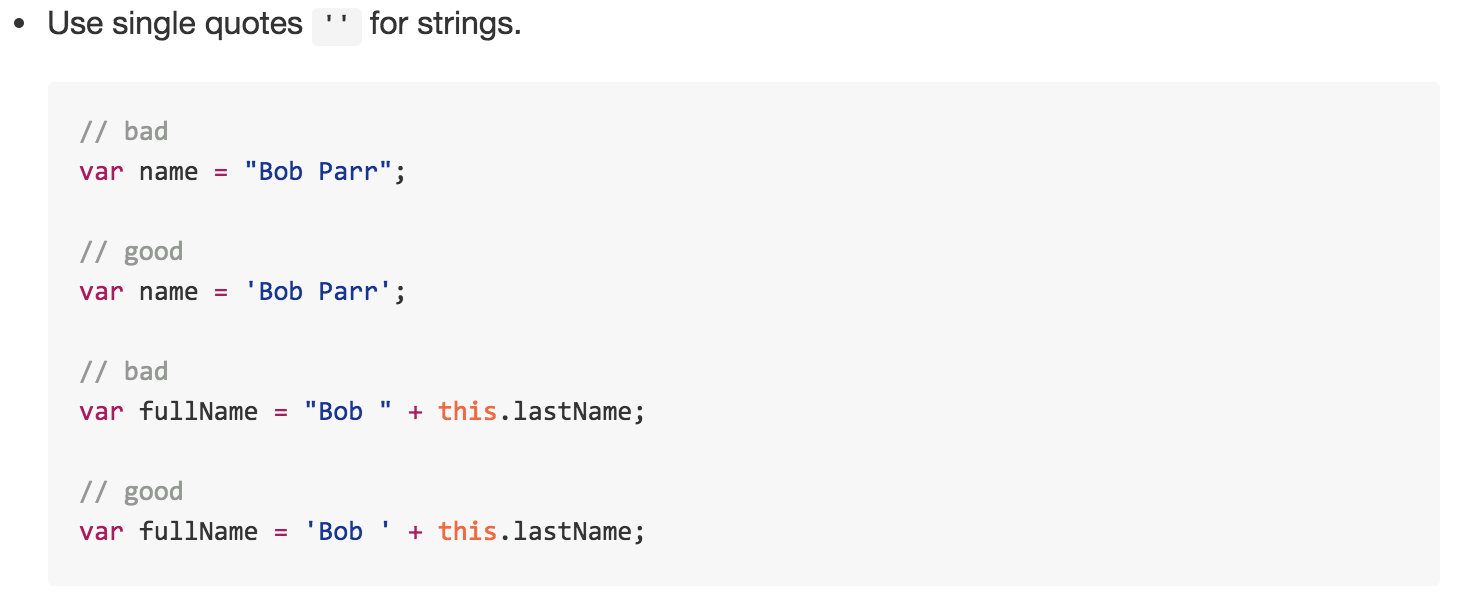 • Use single quotes '' for strings.
// bad
var name = "Bob Parr";
// good
var name = 'Bob Parr';
// bad
var fullName = "Bob " + this.lastName;
// good
var fullName = 'Bob ' + this.lastName;